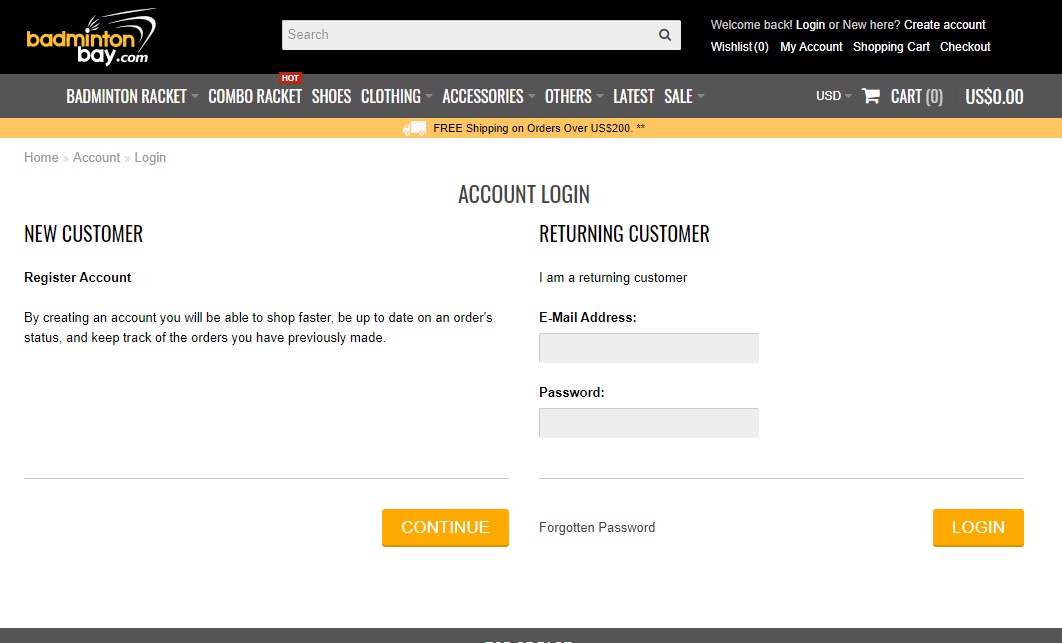 badminton
bay.com
Search
Welcome back! Login or New here? Create account
Wishlist(0) My Account Shopping Cart Checkout
HOT
BADMINTON RACKET COMBO RACKET SHOES CLOTHING ACCESSORIES OTHERS LATEST SALE USD CART (0) US$0.00
FREE Shipping on Orders Over US$200. **
Home » Account » Login
ACCOUNT LOGIN
NEW CUSTOMER
Register Account
By creating an account you will be able to shop faster, be up to date on an order's
status, and keep track of the orders you have previously made.
CONTINUE
RETURNING CUSTOMER
I am a returning customer
E-Mail Address:
Password:
Forgotten Password
LOGIN